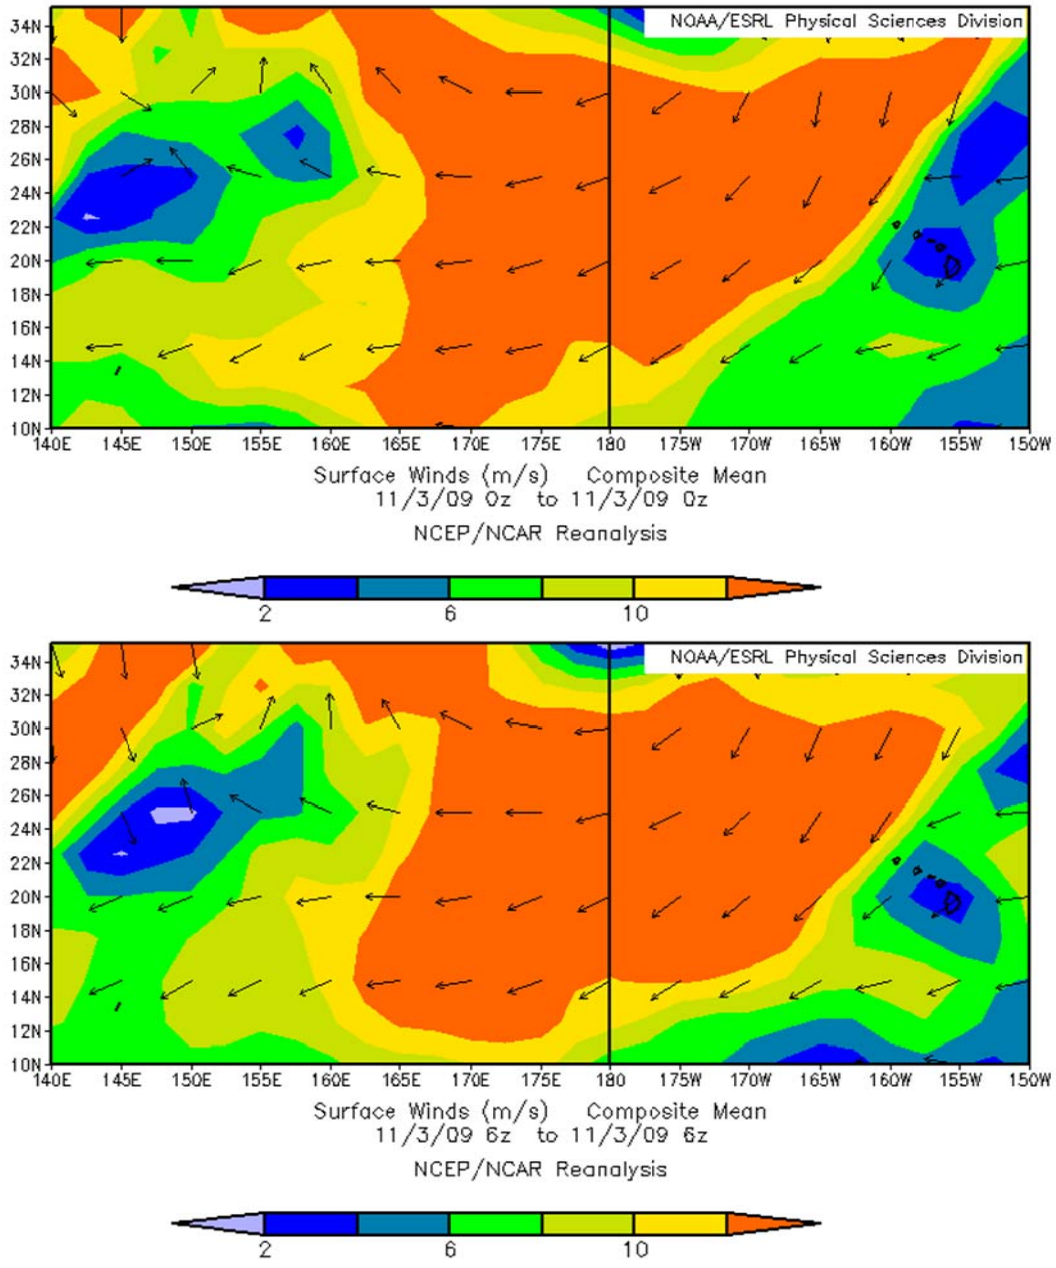 34N
NOAA/ESRL Physical Sciences Division
32N
30N
28N
26N
24N
22N
20N
18N
16N
14N
12N
10N
140E 145E 150E 155E 160E 165E 170E 175E 180 175W 170W 165W 160W 155W 150W
Surface Winds (m/s) Composite Mean
11/3/09 0z to 11/3/09 0z
NCEP/NCAR Reanalysis
2 6 10
34N
NOAA/ESRL Physical Sciences Division
32N
30N
28N
26N
24N
22N
20N
18N
16N
14N
12N
10N
140E 145E 150E 155E 160E 165E 170E 175E 180 175W 170W 165W 160W 155W 150W
Surface Winds (m/s) Composite Mean
11/3/09 6z to 11/3/09 6z
NCEP/NCAR Reanalysis
2 6 10